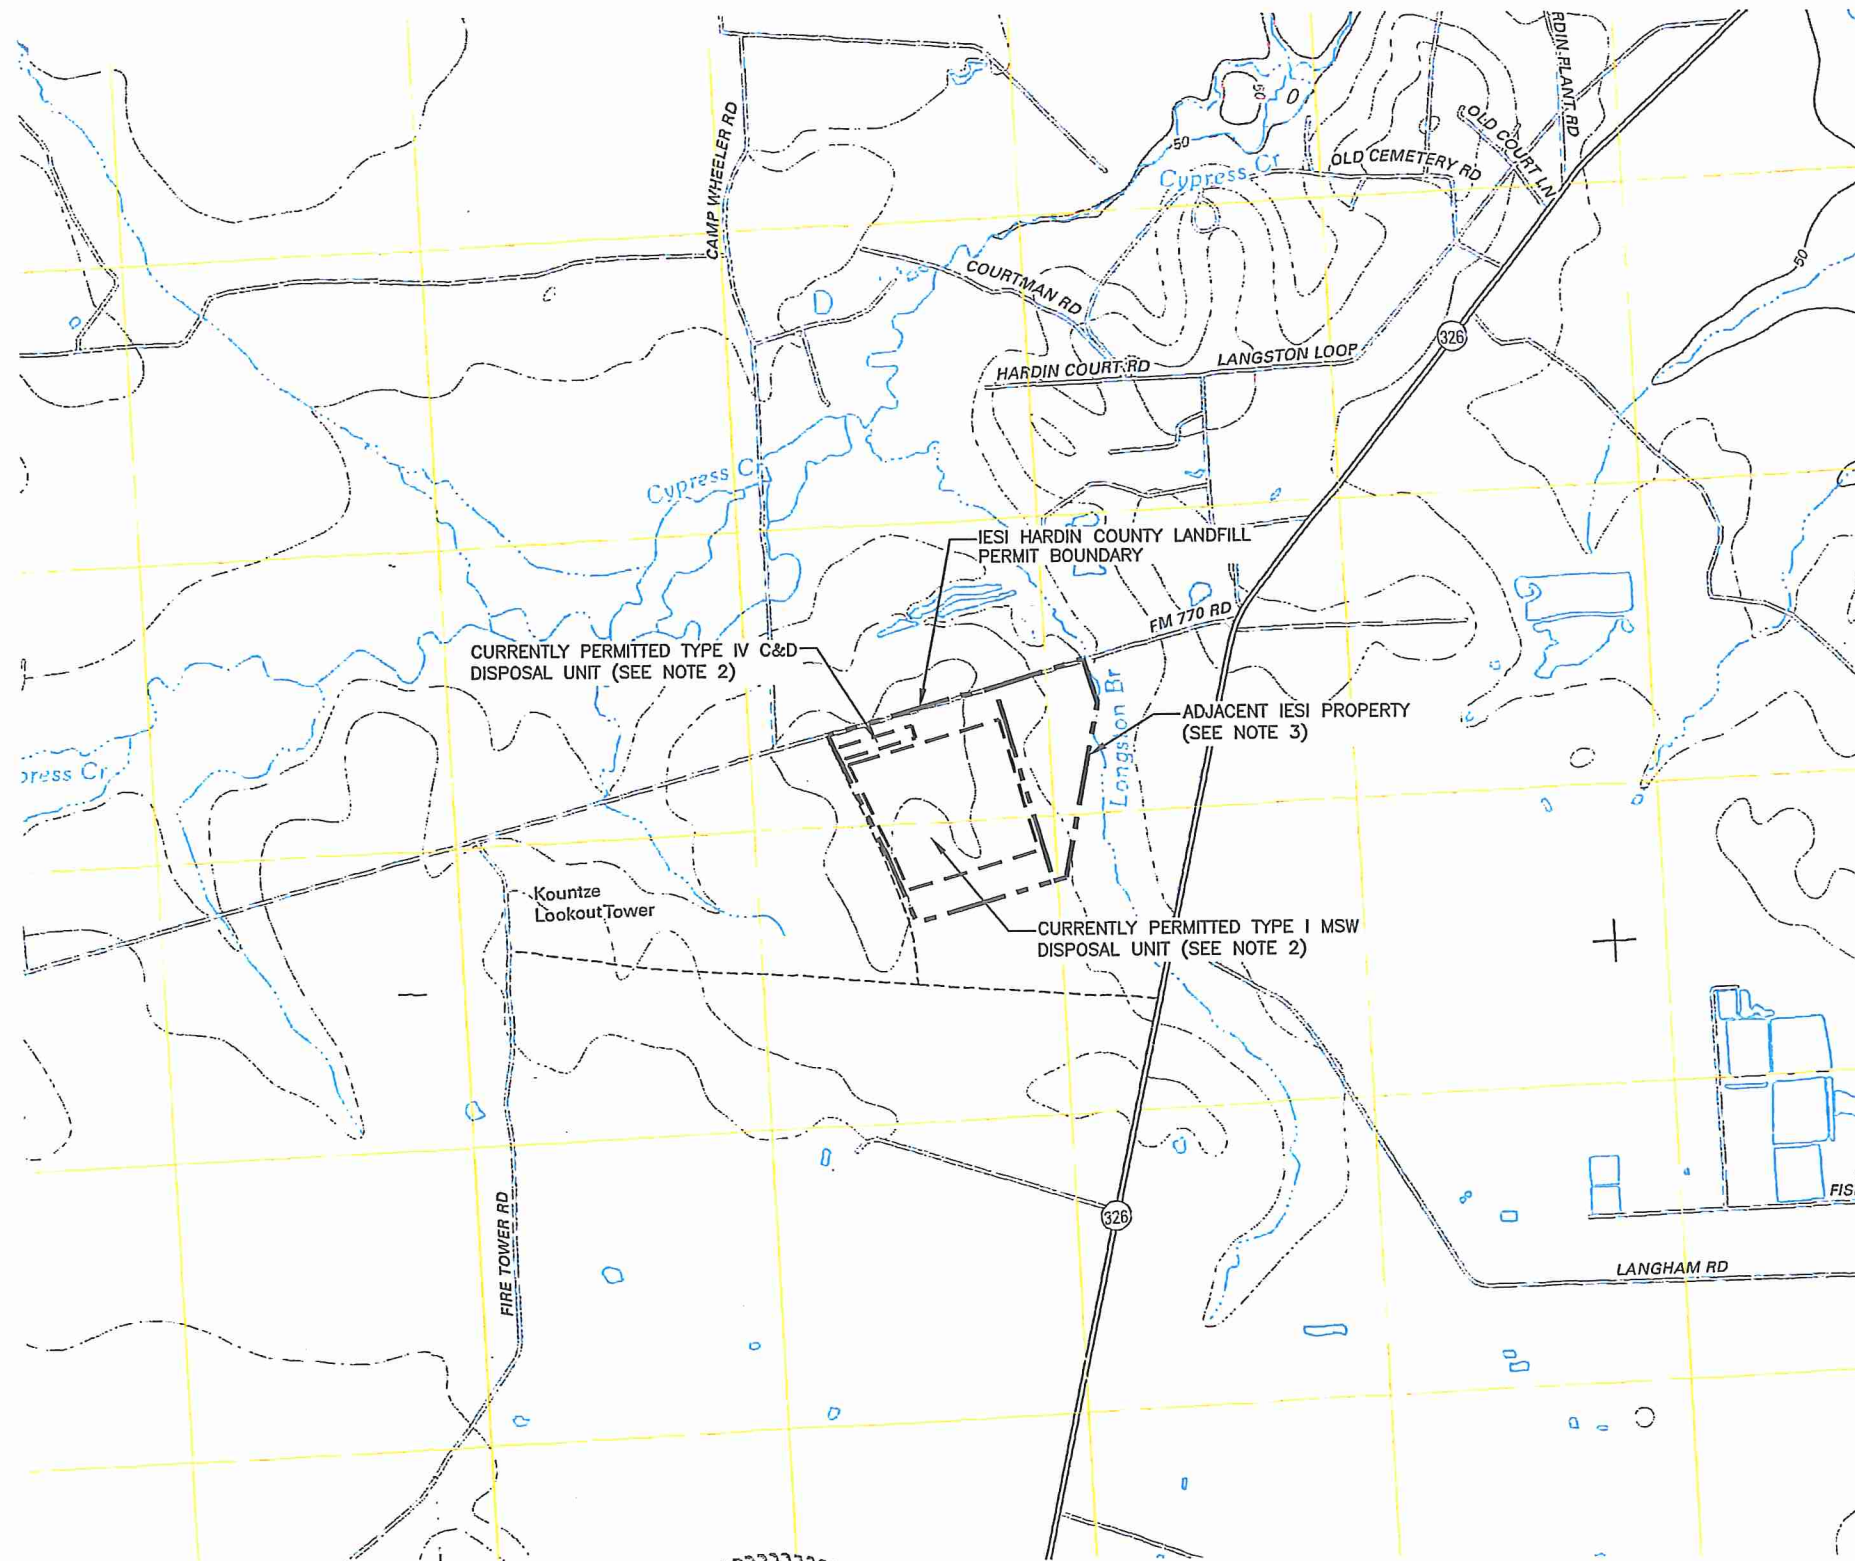 RDIN PLANT RD
CAMP WHEELER RD
50
0
OLD COURT LN
50
OLD CEMETERY RD
Cypress Cr
50
COURTMAN RD
326
HARDIN COURT RD
LANGSTON LOOP
Cypress Cr
IESI HARDIN COUNTY LANDFILL
PERMIT BOUNDARY
FM 770 RD
CURRENTLY PERMITTED TYPE IV C&D
DISPOSAL UNIT (SEE NOTE 2)
ADJACENT IESI PROPERTY
(SEE NOTE 3)
Longston Br
press Cr
Kountze
Lookout Tower
CURRENTLY PERMITTED TYPE I MSW
DISPOSAL UNIT (SEE NOTE 2)
FIS
326
FIRE TOWER RD
LANGHAM RD